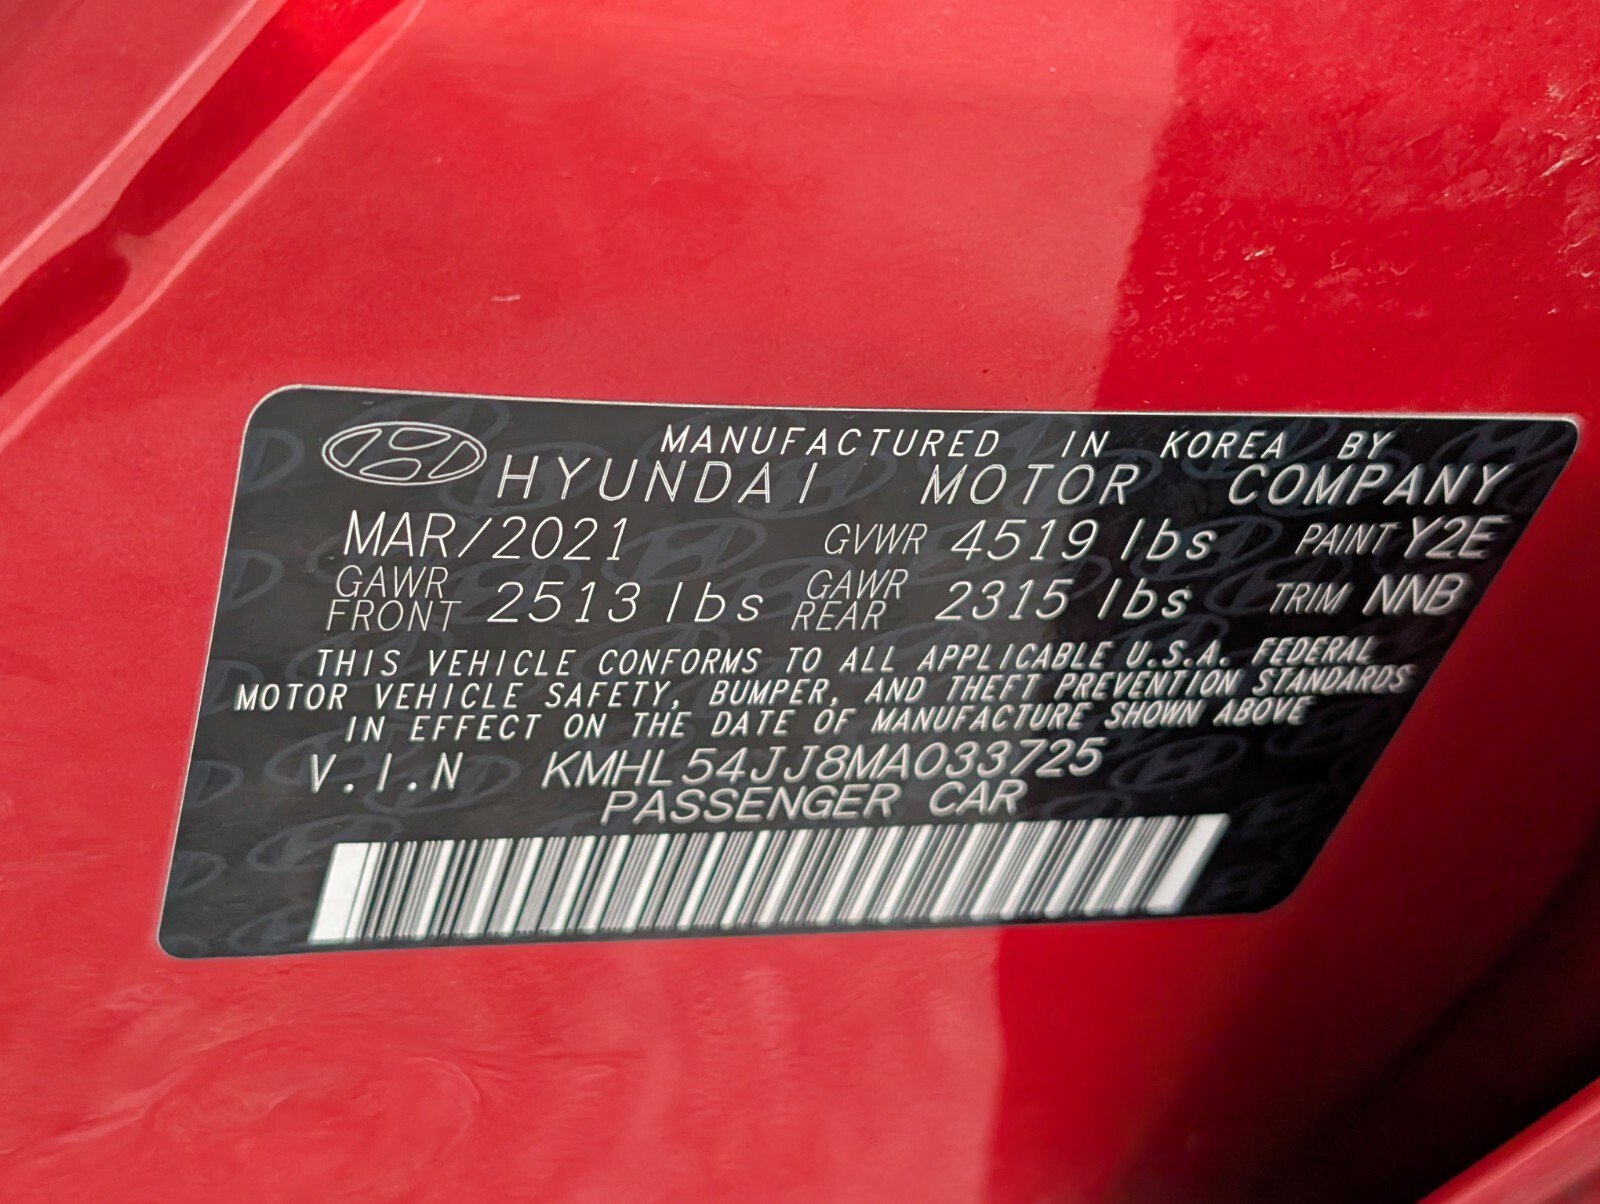 MANUFACTURED IN KOREA BY
HYUNDAI MOTOR COMPANY
MAR/2021 GVWR 4519 lbs PAINT Y2E
GAWR FRONT 2513 lbs GAWR REAR 2315 lbs TRIM NNB
THIS VEHICLE CONFORMS TO ALL APPLICABLE U.S.A. FEDERAL
MOTOR VEHICLE SAFETY, BUMPER, AND THEFT PREVENTION STANDARDS
IN EFFECT ON THE DATE OF MANUFACTURE SHOWN ABOVE
V.I.N KMHL54JJ8MA033725
PASSENGER CAR